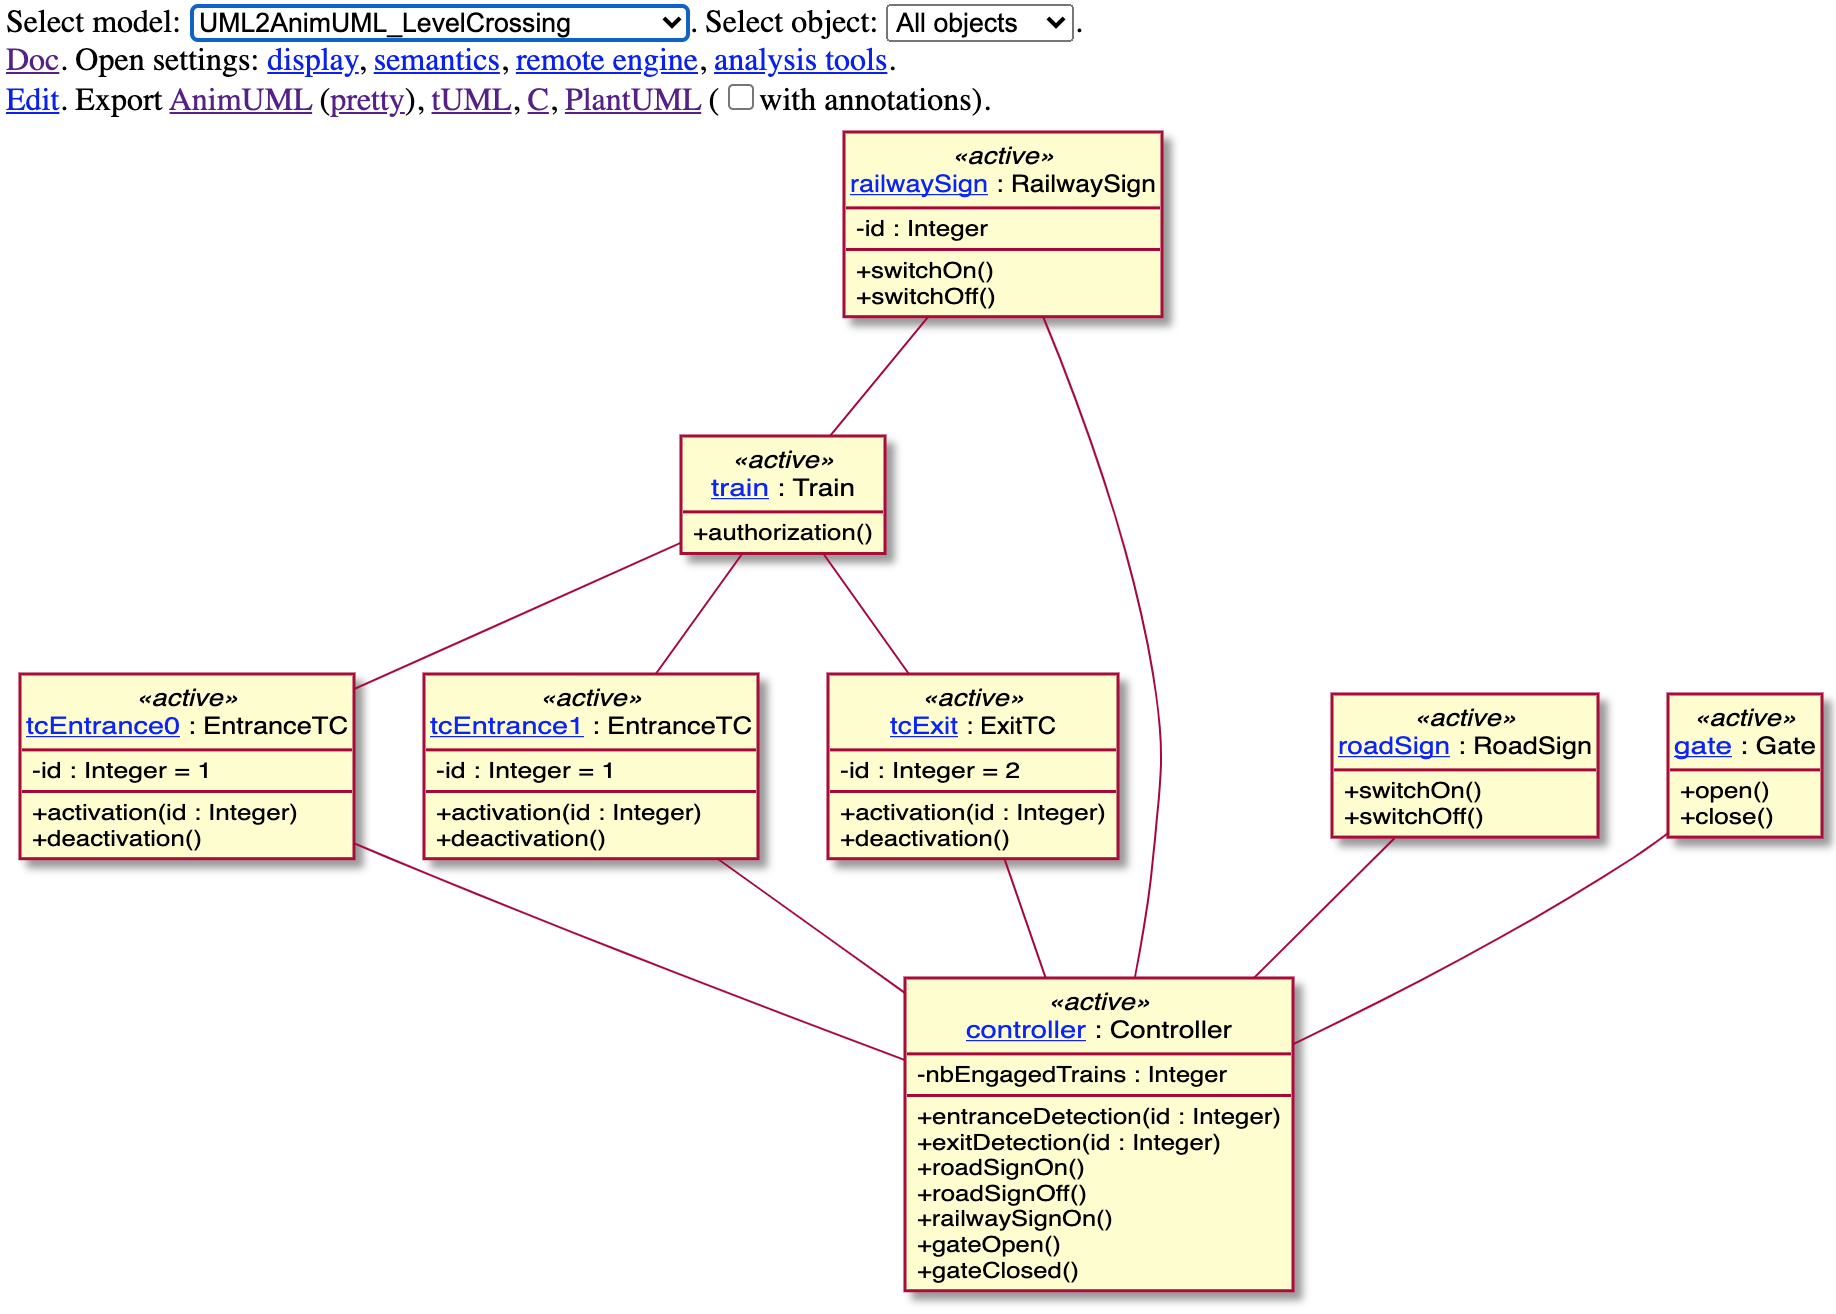 Select model: UML2AnimUML_LevelCrossing. Select object: All objects.
Doc. Open settings: display, semantics, remote engine, analysis tools.
Edit. Export AnimUML (pretty), tUML, C, PlantUML ( with annotations).
«active»
railwaySign : RailwaySign
-id : Integer
+switchOn()
+switchOff()
«active»
train : Train
+authorization()
«active»
tcEntrance0 : EntranceTC
-id : Integer = 1
+activation(id : Integer)
+deactivation()
«active»
tcEntrance1 : EntranceTC
-id : Integer = 1
+activation(id : Integer)
+deactivation()
«active»
tcExit : ExitTC
-id : Integer = 2
+activation(id : Integer)
+deactivation()
«active»
roadSign : RoadSign
+switchOn()
+switchOff()
«active»
gate : Gate
+open()
+close()
«active»
controller : Controller
-nbEngagedTrains : Integer
+entranceDetection(id : Integer)
+exitDetection(id : Integer)
+roadSignOn()
+roadSignOff()
+railwaySignOn()
+gateOpen()
+gateClosed()